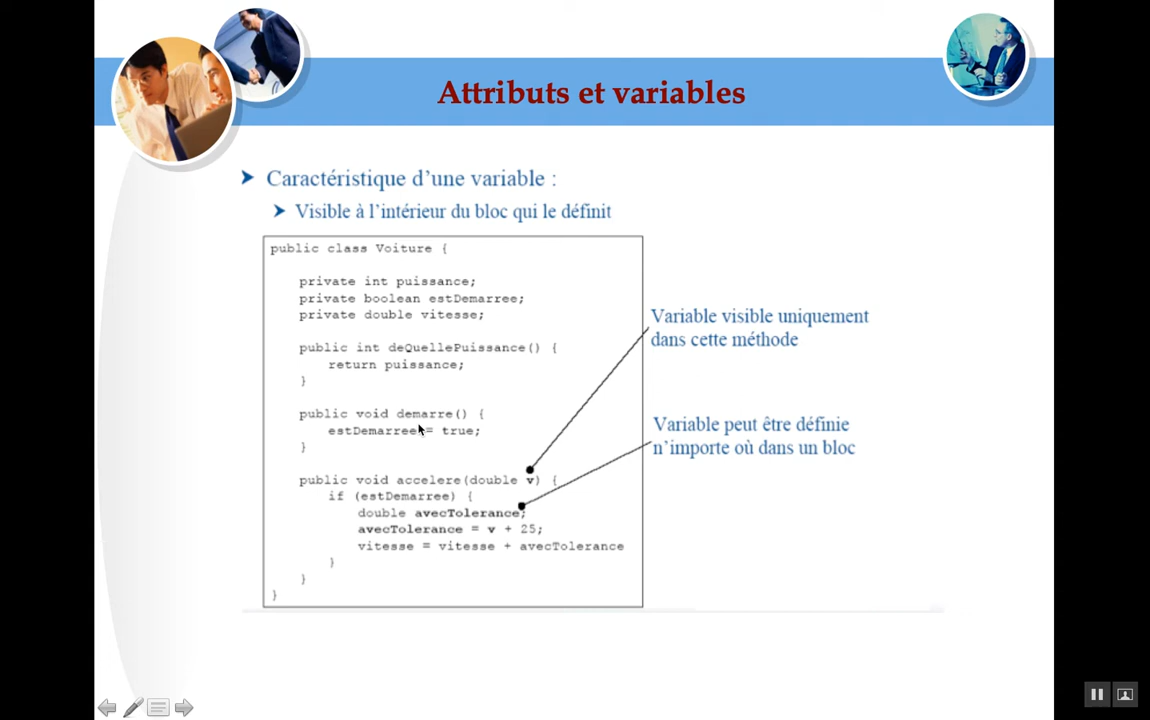 Attributs et variables
Caractéristique d'une variable :
Visible à l'intérieur du bloc qui le définit
public class Voiture {
private int puissance;
private boolean estDemarree;
private double vitesse;
public int deQuellePuissance() {
return puissance;
}
public void demarre() {
estDemarree = true;
}
public void accelere(double v) {
if (estDemarree) {
double avecTolerance;
avecTolerance = v + 25;
vitesse = vitesse + avecTolerance
}
}
}
Variable visible uniquement
dans cette méthode
Variable peut être définie
n'importe où dans un bloc